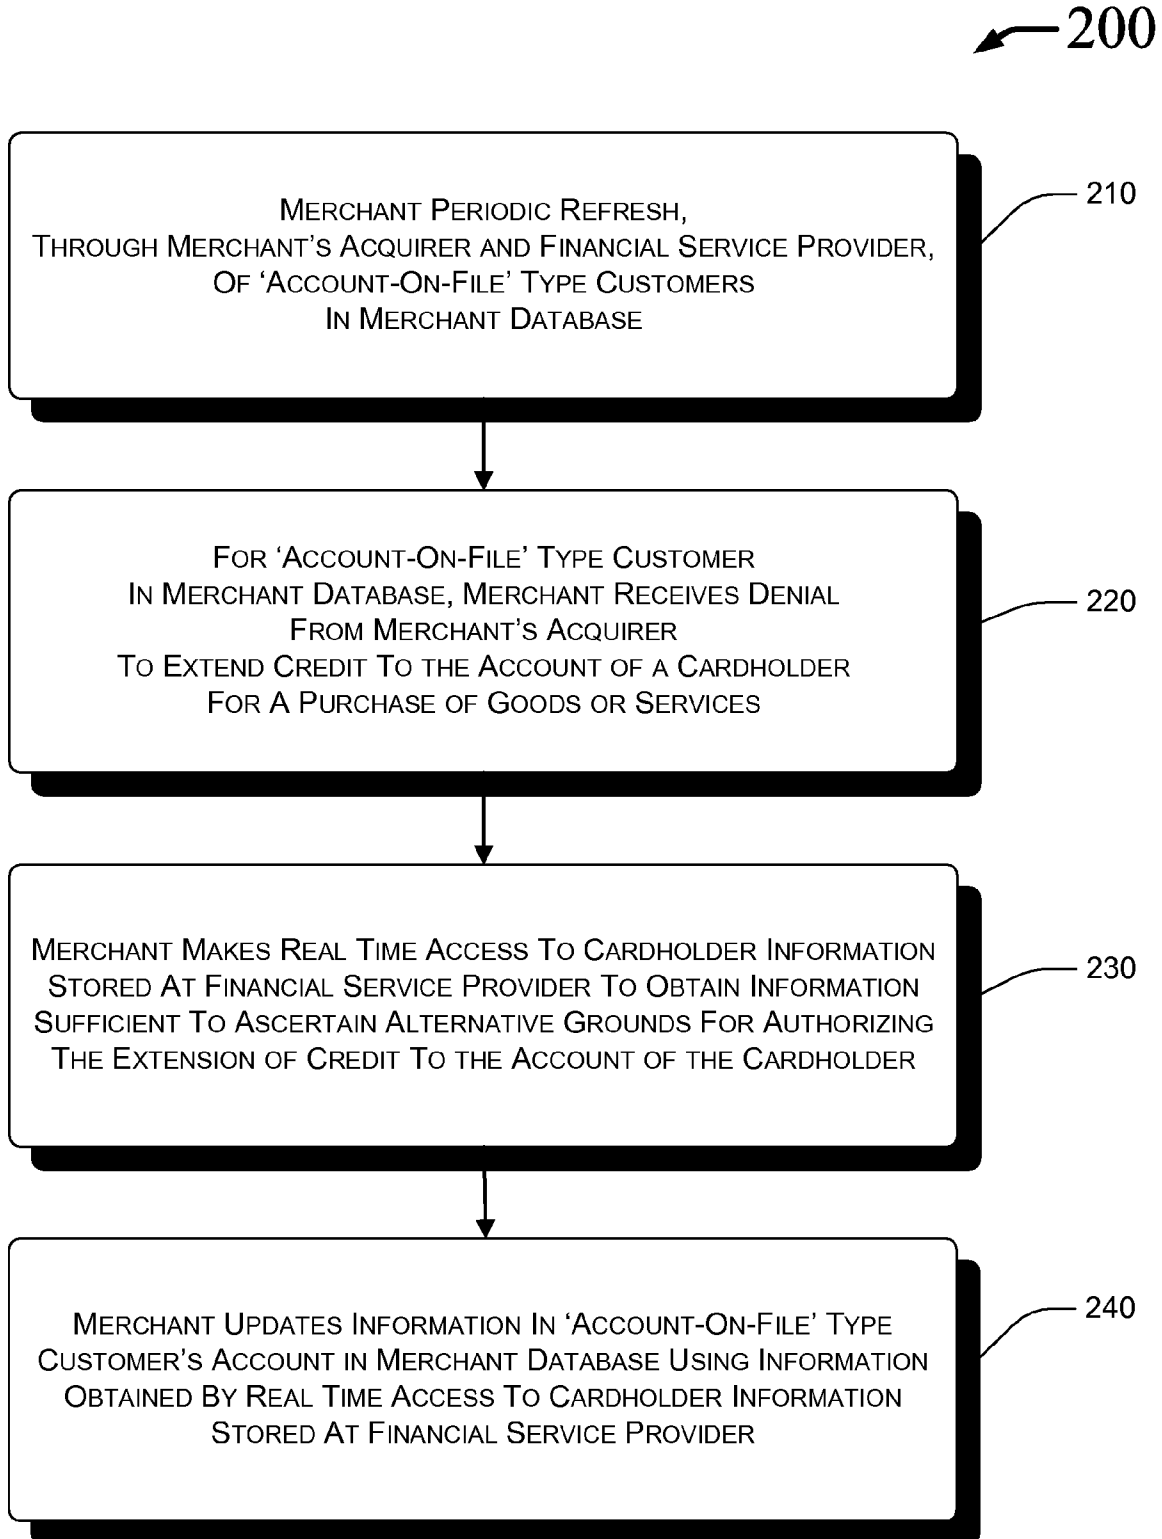 200
MERCHANT PERIODIC REFRESH,
THROUGH MERCHANT'S ACQUIRER AND FINANCIAL SERVICE PROVIDER,
OF 'ACCOUNT-ON-FILE' TYPE CUSTOMERS
IN MERCHANT DATABASE
210
FOR 'ACCOUNT-ON-FILE' TYPE CUSTOMER
IN MERCHANT DATABASE, MERCHANT RECEIVES DENIAL
FROM MERCHANT'S ACQUIRER
TO EXTEND CREDIT TO THE ACCOUNT OF A CARDHOLDER
FOR A PURCHASE OF GOODS OR SERVICES
220
MERCHANT MAKES REAL TIME ACCESS TO CARDHOLDER INFORMATION
STORED AT FINANCIAL SERVICE PROVIDER TO OBTAIN INFORMATION
SUFFICIENT TO ASCERTAIN ALTERNATIVE GROUNDS FOR AUTHORIZING
THE EXTENSION OF CREDIT TO THE ACCOUNT OF THE CARDHOLDER
230
MERCHANT UPDATES INFORMATION IN 'ACCOUNT-ON-FILE' TYPE
CUSTOMER'S ACCOUNT IN MERCHANT DATABASE USING INFORMATION
OBTAINED BY REAL TIME ACCESS TO CARDHOLDER INFORMATION
STORED AT FINANCIAL SERVICE PROVIDER
240